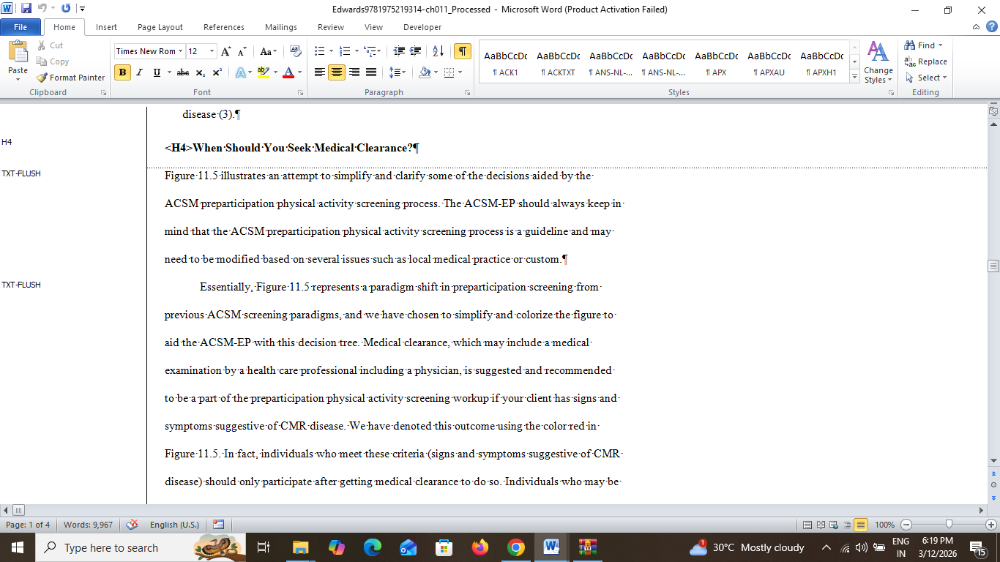 Edwards9781975219314-ch011_Processed - Microsoft Word (Product Activation Failed)
File Home Insert Page Layout References Mailings Review View Developer
Paste
Cut
Copy
Format Painter
Clipboard
Times New Rom 12
Font
Paragraph
AaBbCcDc AaBbCcDc AaBbCcDc AaBbCcDc AaBbCcDc AaBbCcDc AaBbCcDc
¶ ACK1 ¶ ACKTXT ¶ ANS-NL-... ¶ ANS-NL-... ¶ APX ¶ APXAU ¶ APXH1
Styles
Change Styles
Find
Replace
Select
Editing
disease (3).¶
H4
<H4>When Should You Seek Medical Clearance?¶
TXT-FLUSH
Figure 11.5 illustrates an attempt to simplify and clarify some of the decisions aided by the
ACSM preparticipation physical activity screening process. The ACSM-EP should always keep in
mind that the ACSM preparticipation physical activity screening process is a guideline and may
need to be modified based on several issues such as local medical practice or custom.¶
TXT-FLUSH
Essentially, Figure 11.5 represents a paradigm shift in preparticipation screening from
previous ACSM screening paradigms, and we have chosen to simplify and colorize the figure to
aid the ACSM-EP with this decision tree. Medical clearance, which may include a medical
examination by a health care professional including a physician, is suggested and recommended
to be a part of the preparticipation physical activity screening workup if your client has signs and
symptoms suggestive of CMR disease. We have denoted this outcome using the color red in
Figure 11.5. In fact, individuals who meet these criteria (signs and symptoms suggestive of CMR
disease) should only participate after getting medical clearance to do so. Individuals who may be
Page: 1 of 4 Words: 9,967 English (U.S.) 100%
Type here to search
30°C Mostly cloudy
ENG
IN
6:19 PM
3/12/2026
15